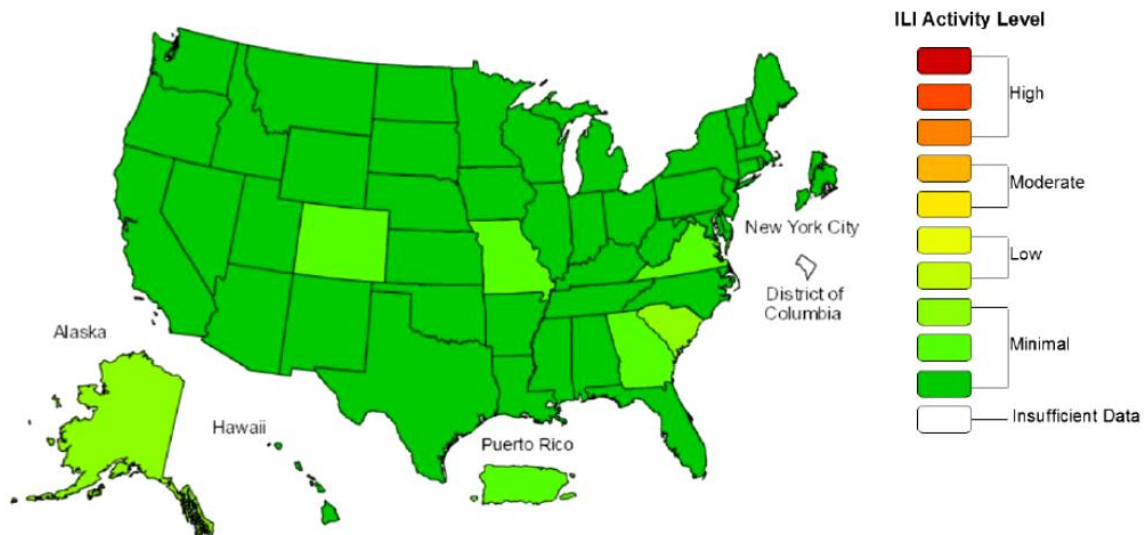 ILI Activity Level
High
Moderate
Low
Minimal
Insufficient Data
New York City
District of
Columbia
Alaska
Hawaii
Puerto Rico